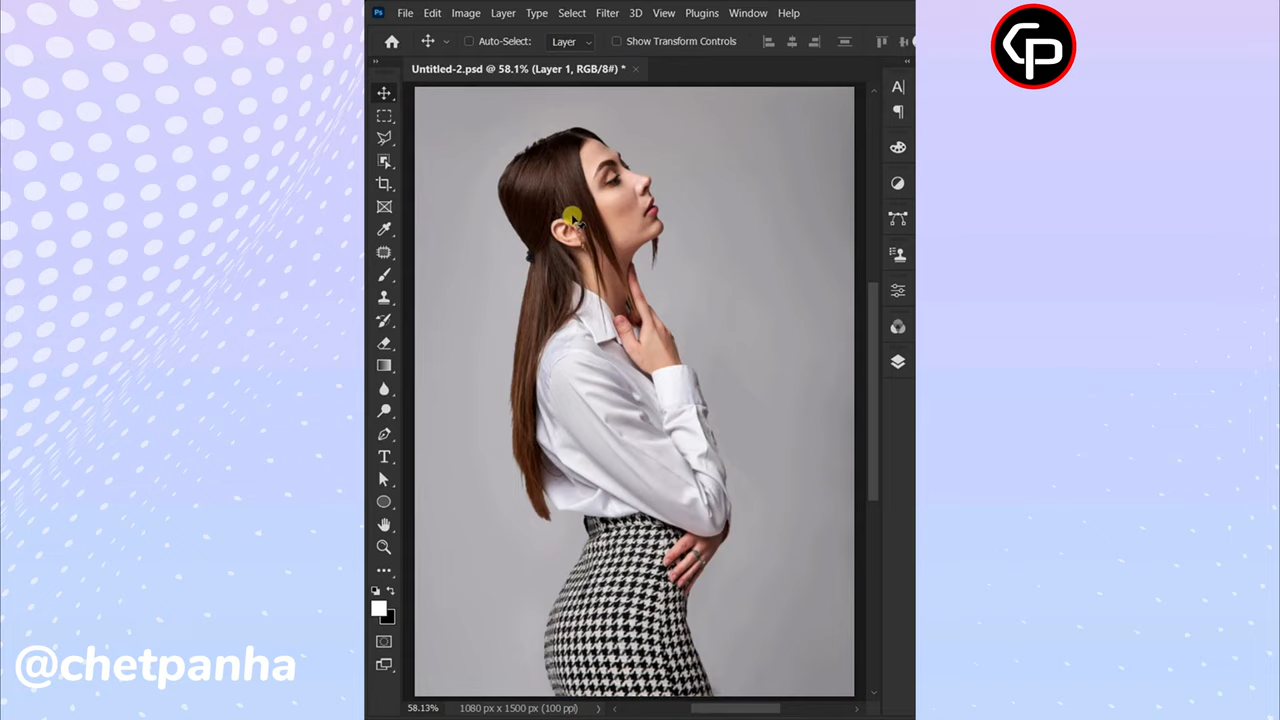 Ps File Edit Image Layer Type Select Filter 3D View Plugins Window Help
Auto-Select: Layer Show Transform Controls
Untitled-2.psd @ 58.1% (Layer 1, RGB/8#) * ×
58.13% 1080 px x 1500 px (100 ppi)
@chetpanha